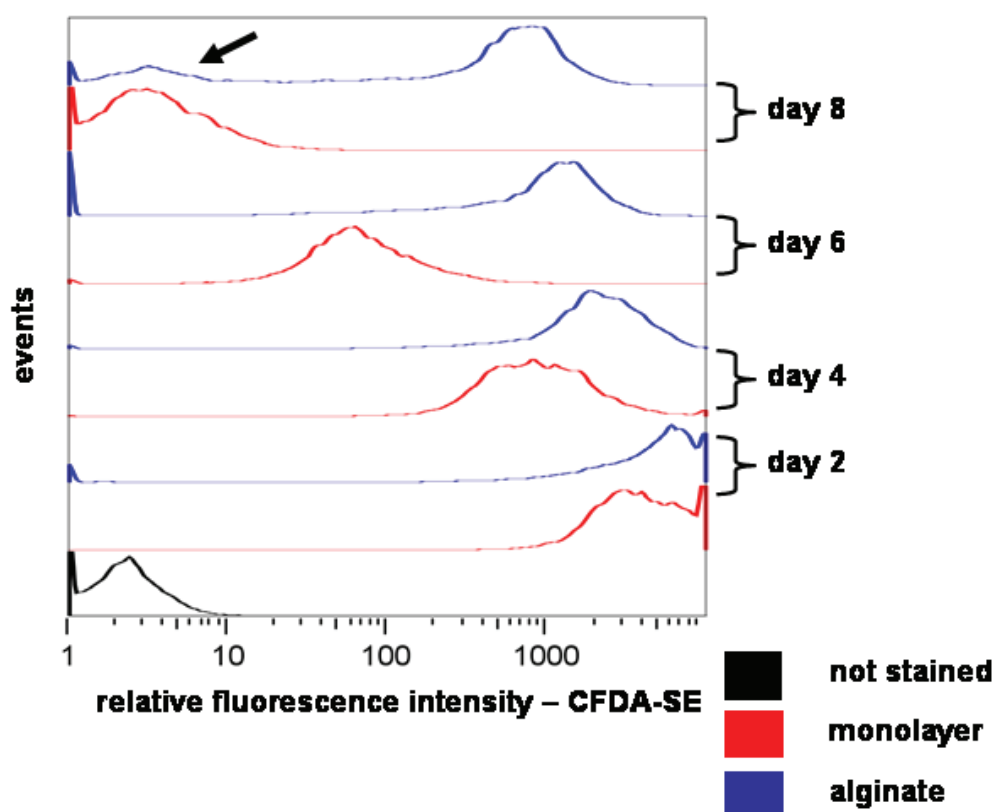 day 8
day 6
events
day 4
day 2
1 10 100 1000
relative fluorescence intensity – CFDA-SE
not stained
monolayer
alginate